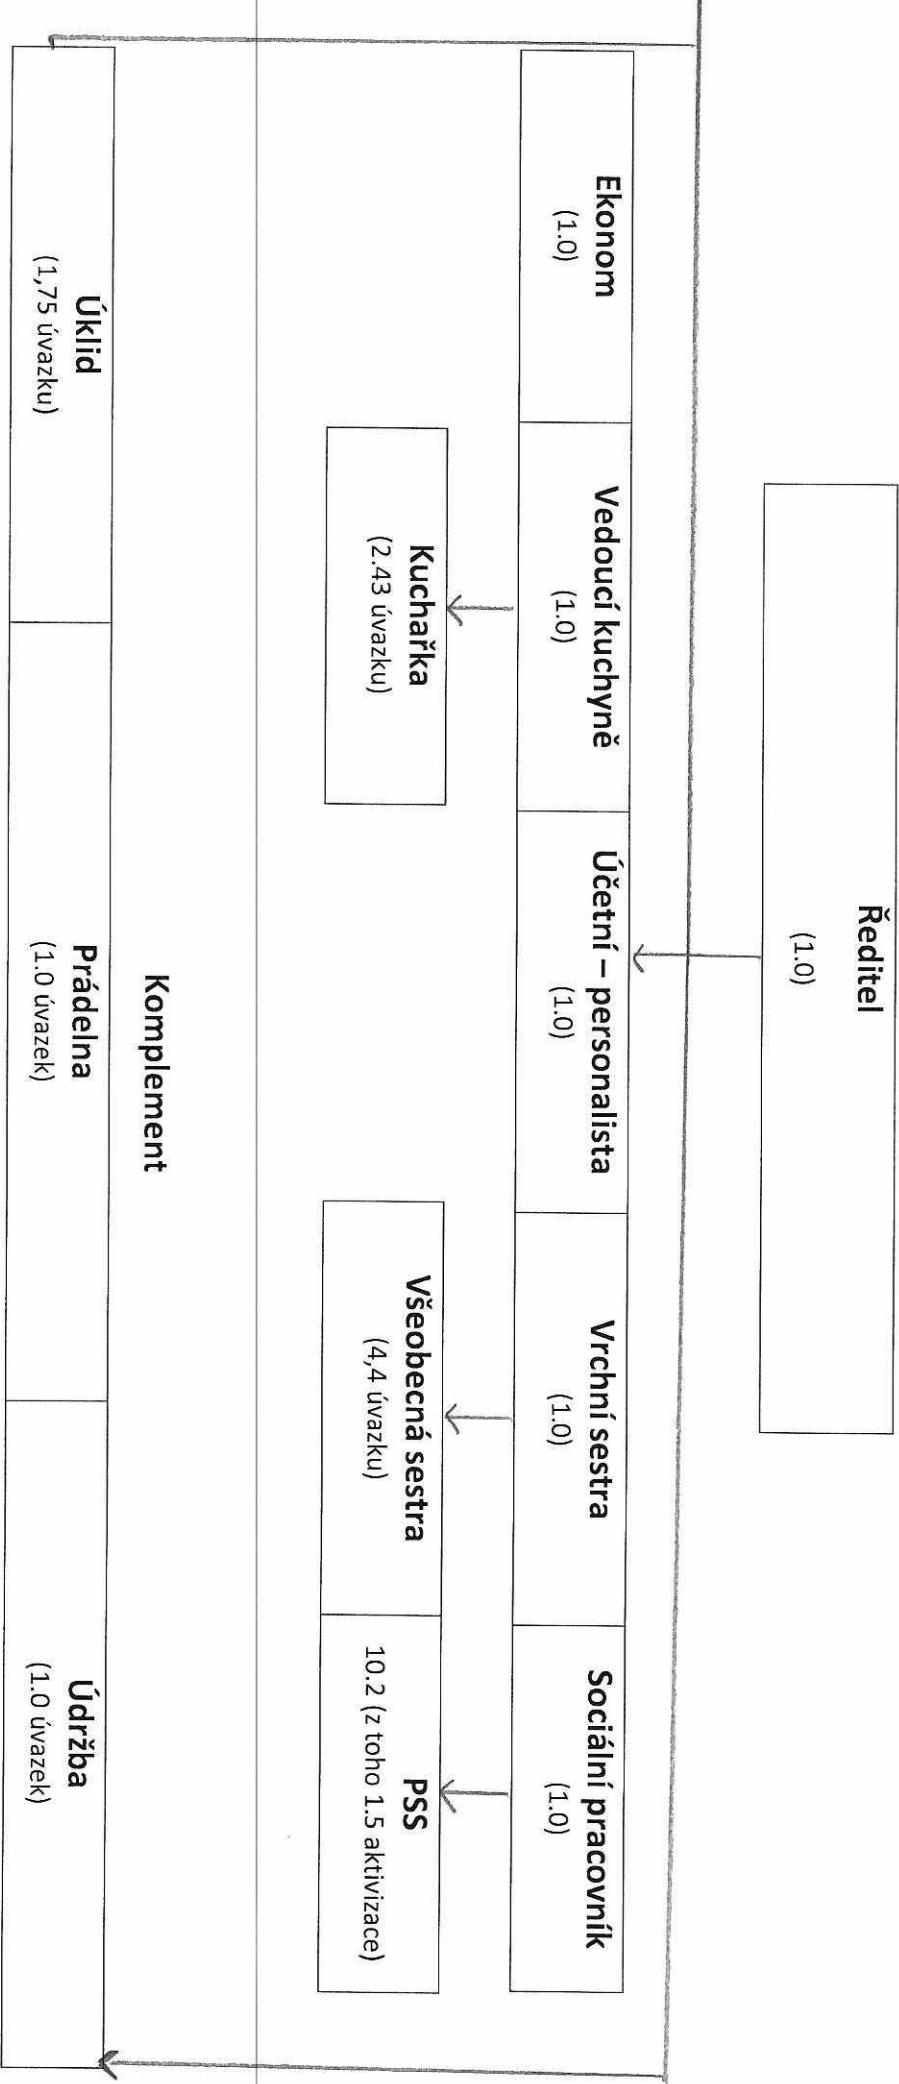 Ředitel
(1.0)
Ekonom
(1.0)
Vedoucí kuchyně
(1.0)
Účetní – personalista
(1.0)
Vrchní sestra
(1.0)
Sociální pracovník
(1.0)
Kuchařka
(2.43 úvazku)
Všeobecná sestra
(4,4 úvazku)
PSS
10.2 (z toho 1.5 aktivizace)
Komplement
Úklid
(1,75 úvazku)
Prádelna
(1.0 úvazek)
Údržba
(1.0 úvazek)